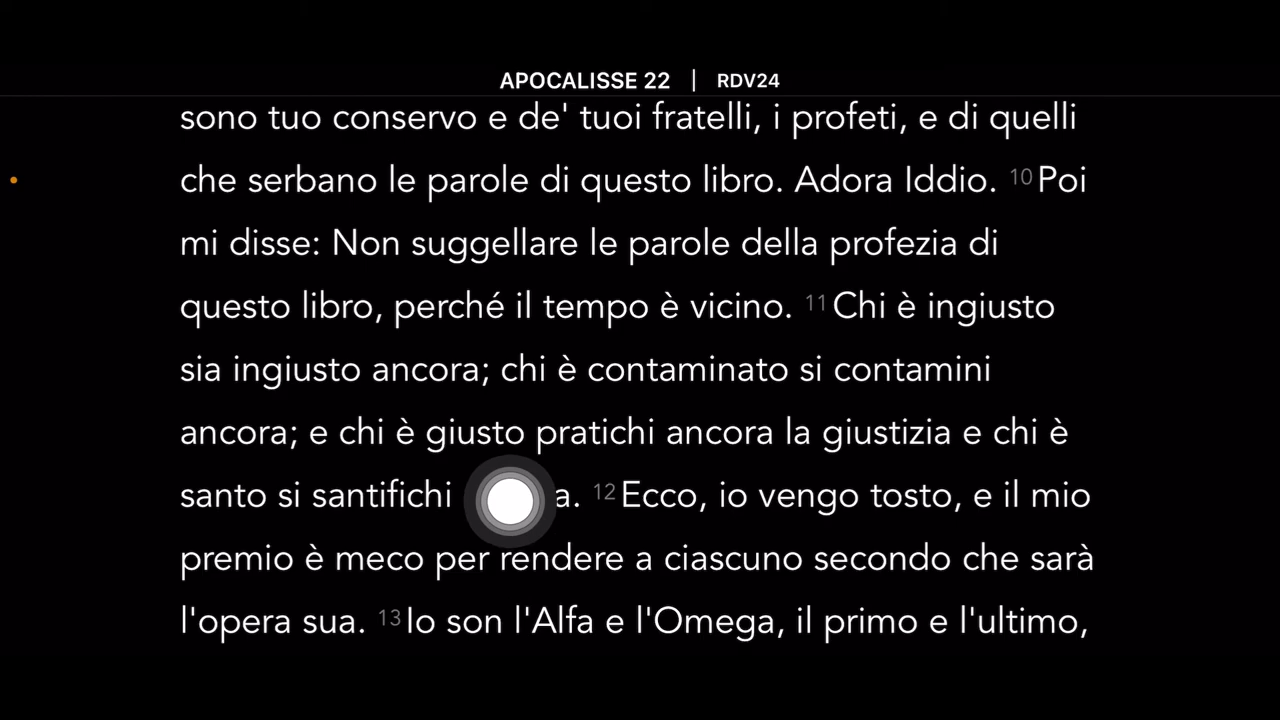 APOCALISSE 22 | RDV24
sono tuo conservo e de' tuoi fratelli, i profeti, e di quelli
che serbano le parole di questo libro. Adora Iddio. 10 Poi
mi disse: Non suggellare le parole della profezia di
questo libro, perché il tempo è vicino. 11 Chi è ingiusto
sia ingiusto ancora; chi è contaminato si contamini
ancora; e chi è giusto pratichi ancora la giustizia e chi è
santo si santifichi a. 12 Ecco, io vengo tosto, e il mio
premio è meco per rendere a ciascuno secondo che sarà
l'opera sua. 13 Io son l'Alfa e l'Omega, il primo e l'ultimo,